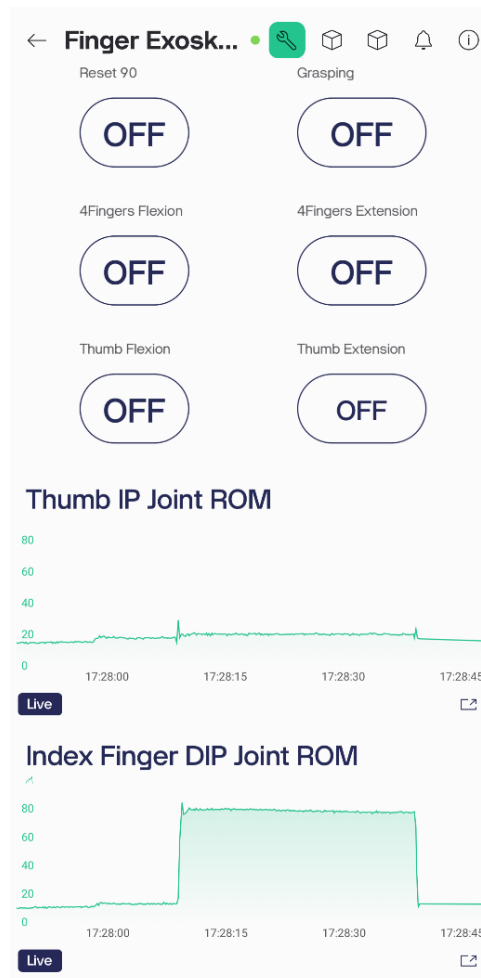 Finger Exosk...
Reset 90 Grasping
OFF OFF
4Fingers Flexion 4Fingers Extension
OFF OFF
Thumb Flexion Thumb Extension
OFF OFF
Thumb IP Joint ROM
80
60
40
20
0
17:28:00 17:28:15 17:28:30 17:28:45
Live
Index Finger DIP Joint ROM
80
60
40
20
0
17:28:00 17:28:15 17:28:30 17:28:45
Live